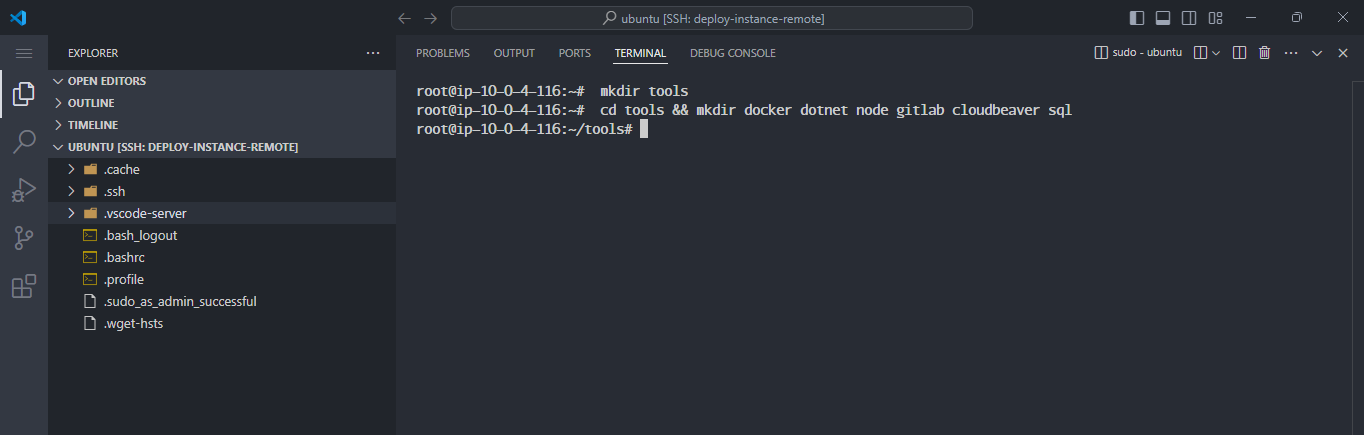 ubuntu [SSH: deploy-instance-remote]
EXPLORER
OPEN EDITORS
OUTLINE
TIMELINE
UBUNTU [SSH: DEPLOY-INSTANCE-REMOTE]
.cache
.ssh
.vscode-server
.bash_logout
.bashrc
.profile
.sudo_as_admin_successful
.wget-hsts
PROBLEMS OUTPUT PORTS TERMINAL DEBUG CONSOLE
sudo - ubuntu
root@ip-10-0-4-116:~#  mkdir tools
root@ip-10-0-4-116:~#  cd tools && mkdir docker dotnet node gitlab cloudbeaver sql
root@ip-10-0-4-116:~/tools#